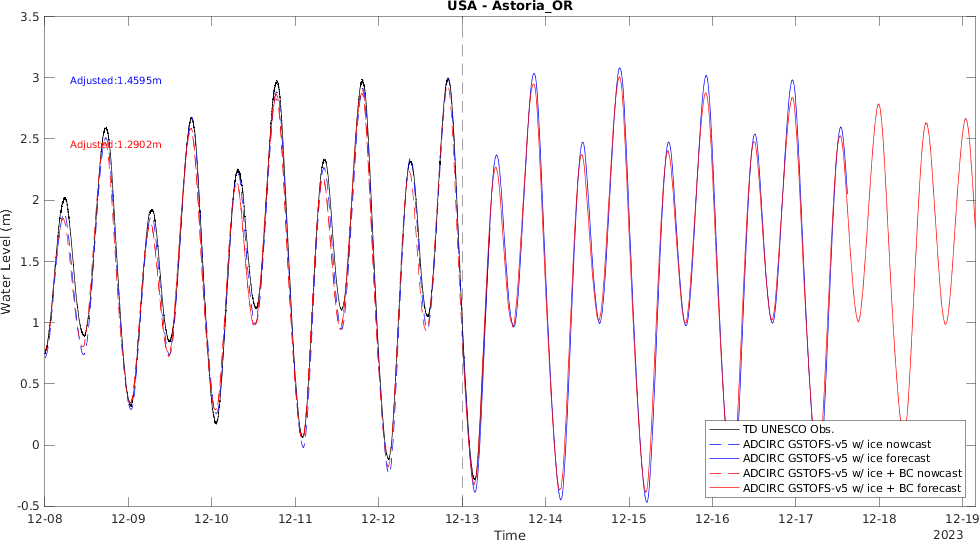 USA - Astoria_OR
3.5
3
2.5
2
1.5
1
0.5
0
-0.5
Water Level (m)
Adjusted:1.4595m
Adjusted:1.2902m
TD UNESCO Obs.
ADCIRC GSTOFS-v5 w/ ice nowcast
ADCIRC GSTOFS-v5 w/ ice forecast
ADCIRC GSTOFS-v5 w/ ice + BC nowcast
ADCIRC GSTOFS-v5 w/ ice + BC forecast
12-08 12-09 12-10 12-11 12-12 12-13 12-14 12-15 12-16 12-17 12-18 12-19
Time
2023